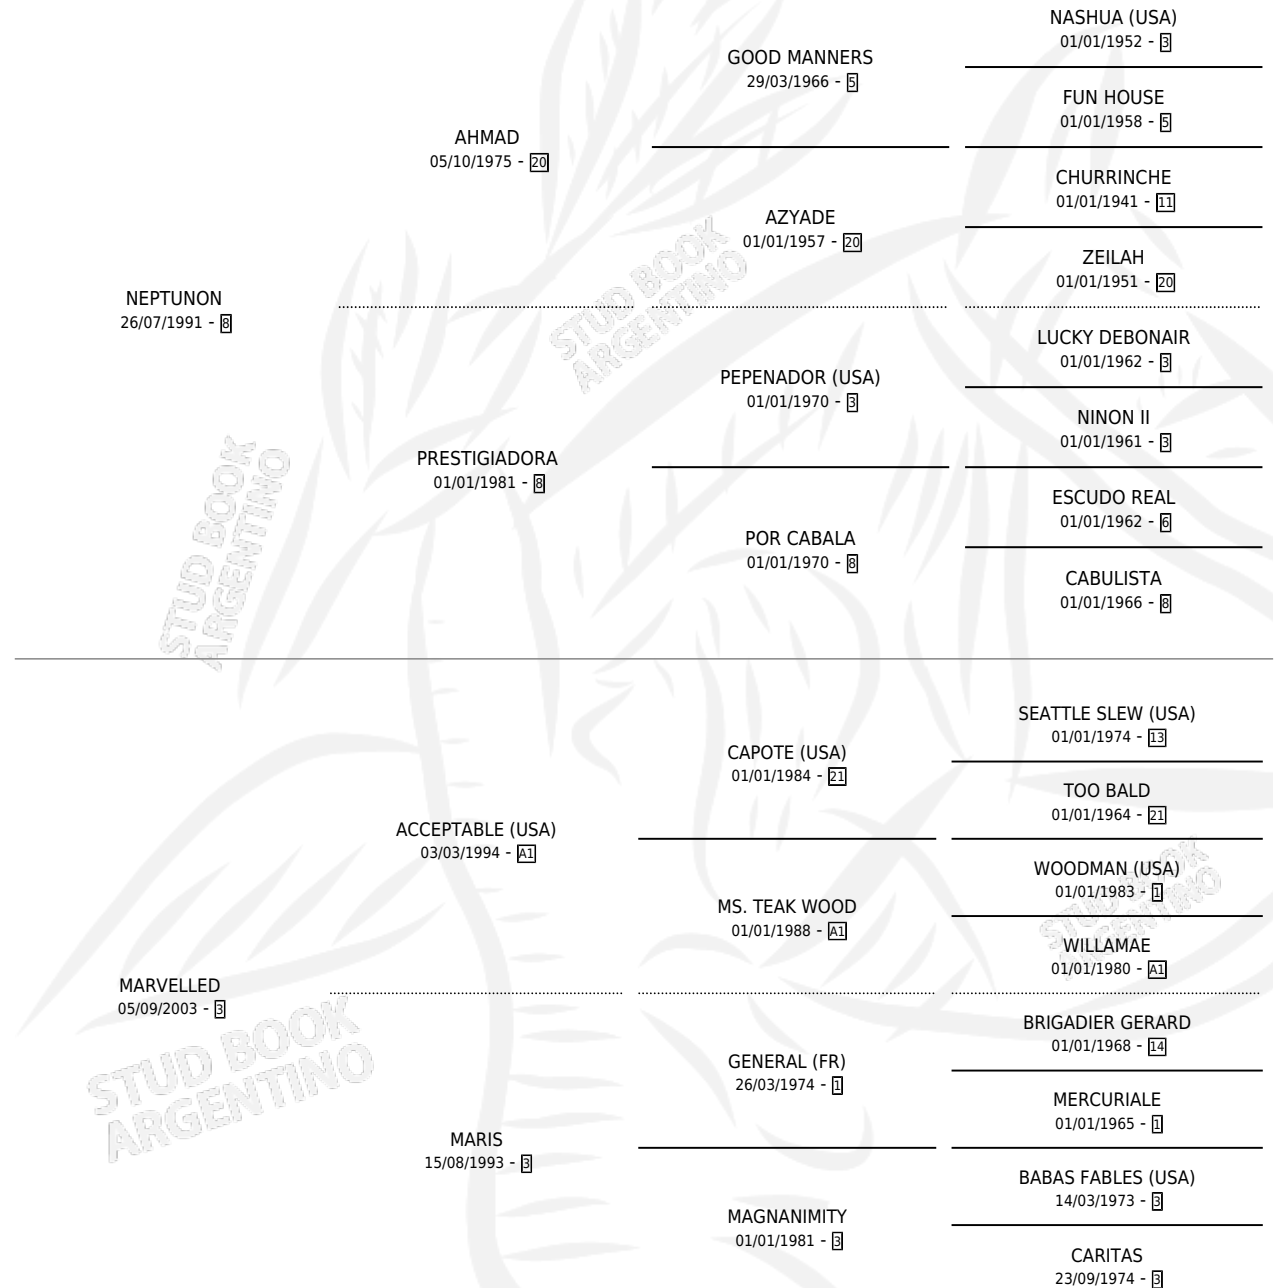 NASHUA (USA)
01/01/1952 - 3
GOOD MANNERS
29/03/1966 - 5
FUN HOUSE
01/01/1958 - 5
AHMAD
05/10/1975 - 20
CHURRINCHE
01/01/1941 - 11
AZYADE
01/01/1957 - 20
ZEILAH
01/01/1951 - 20
NEPTUNON
26/07/1991 - 8
LUCKY DEBONAIR
01/01/1962 - 3
PEPENADOR (USA)
01/01/1970 - 3
NINON II
01/01/1961 - 3
PRESTIGIADORA
01/01/1981 - 8
ESCUDO REAL
01/01/1962 - 6
POR CABALA
01/01/1970 - 8
CABULISTA
01/01/1966 - 8
STUD BOOK
ARGENTINO
STUD BOOK
ARGENTINO
SEATTLE SLEW (USA)
01/01/1974 - 13
CAPOTE (USA)
01/01/1984 - 21
TOO BALD
01/01/1964 - 21
ACCEPTABLE (USA)
03/03/1994 - A1
WOODMAN (USA)
01/01/1983 - 1
MS. TEAK WOOD
01/01/1988 - A1
WILLAMAE
01/01/1980 - A1
MARVELLED
05/09/2003 - 3
BRIGADIER GERARD
01/01/1968 - 14
GENERAL (FR)
26/03/1974 - 1
MERCURIALE
01/01/1965 - 1
MARIS
15/08/1993 - 3
BABAS FABLES (USA)
14/03/1973 - 3
MAGNANIMITY
01/01/1981 - 3
CARITAS
23/09/1974 - 3
STUD BOOK
ARGENTINO
STUD BOOK
ARGENTINO